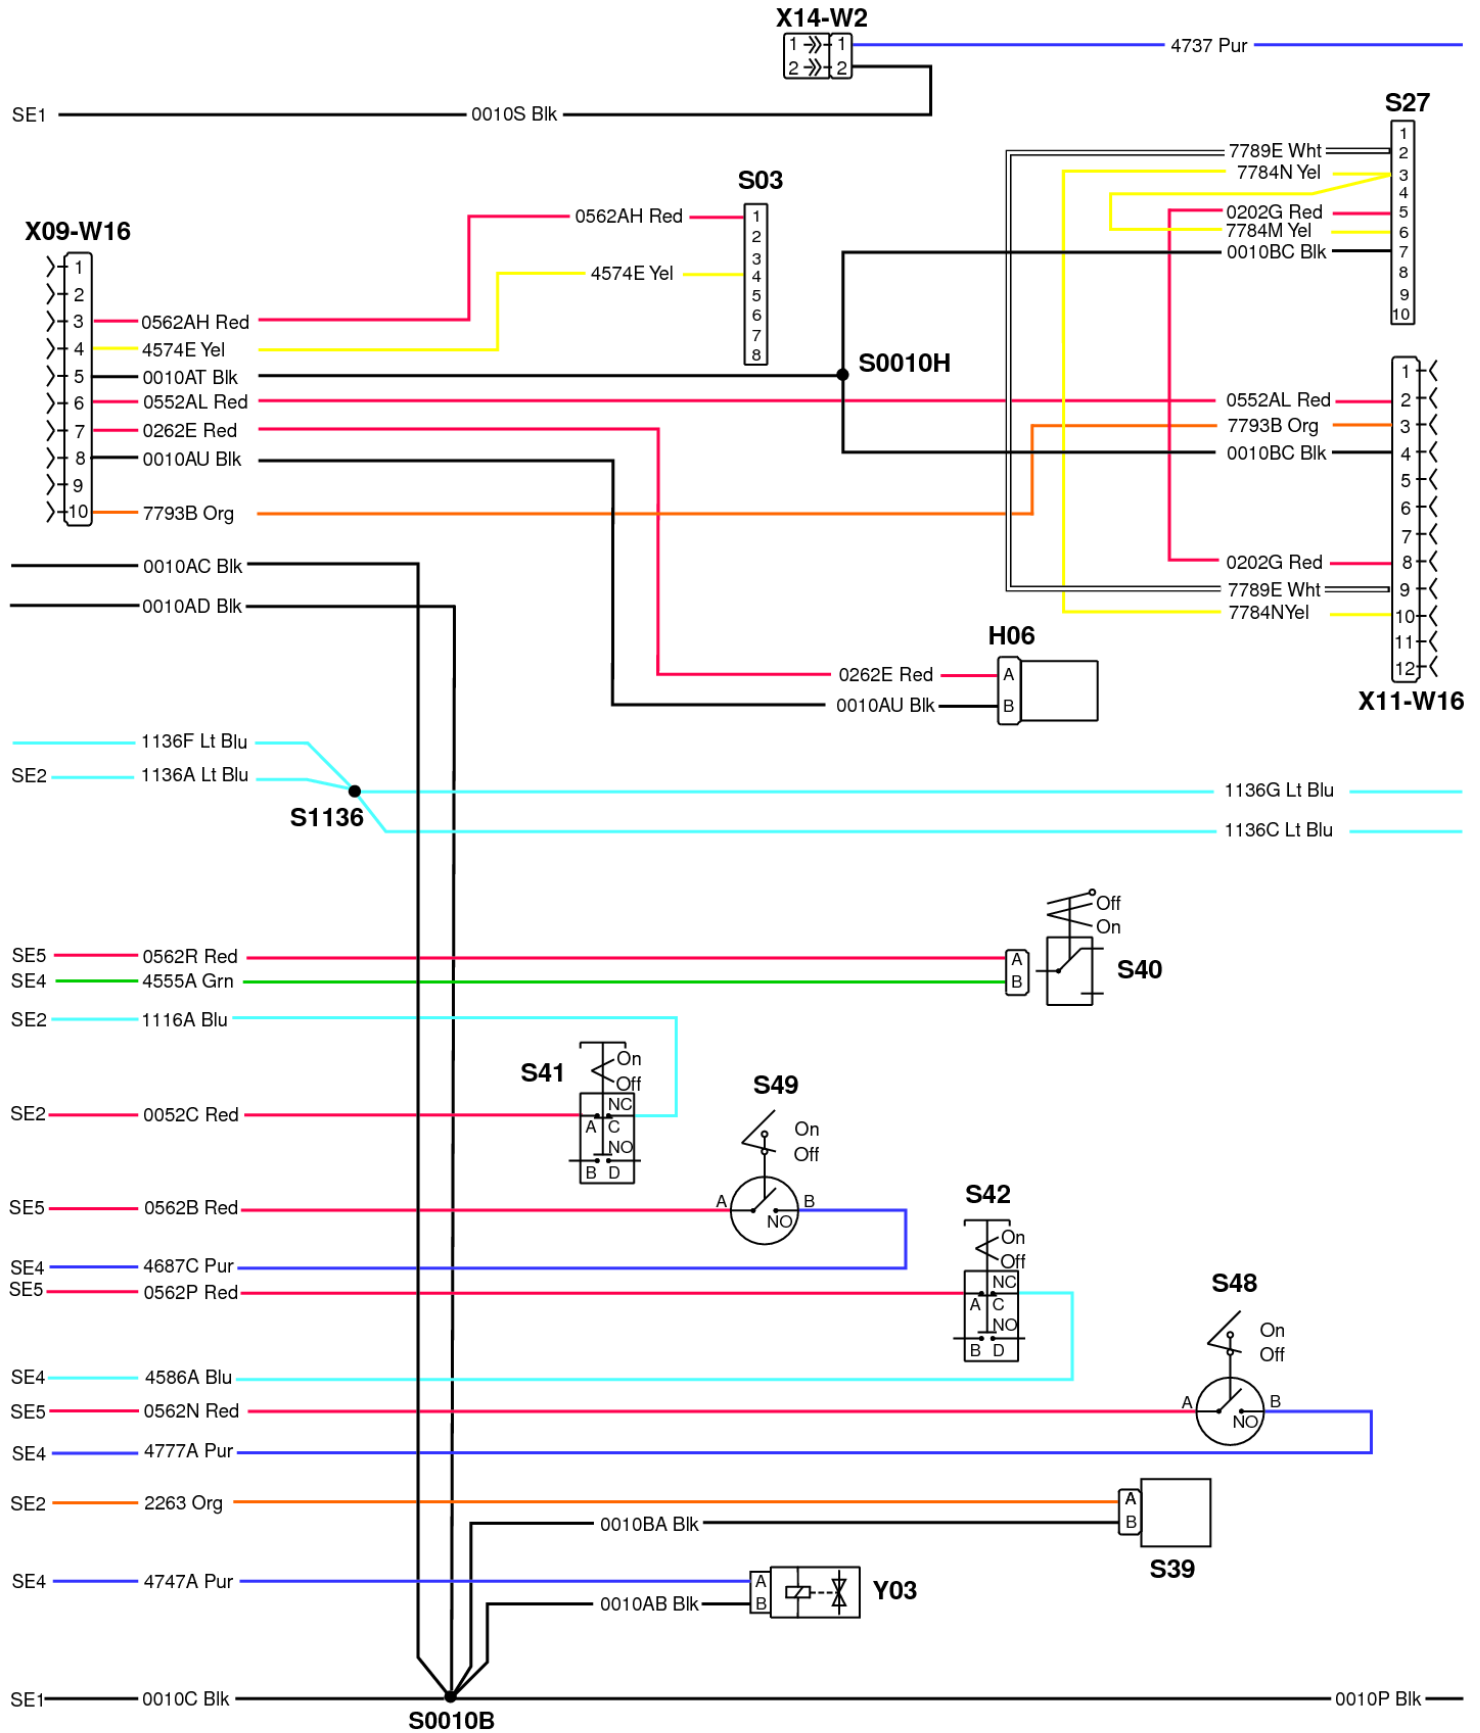 X14-W2
1 1 4737 Pur
2 2
SE1 0010S Blk
S27
1
7789E Wht 2
7784N Yel 3
4
0202G Red 5
7784M Yel 6
0010BC Blk 7
8
9
10
S03
0562AH Red 1
2
3
4574E Yel 4
5
6
7
8
X09-W16
1
2
3 0562AH Red
4 4574E Yel
5 0010AT Blk
6 0552AL Red
7 0262E Red
8 0010AU Blk
9
10 7793B Org
S0010H
1
0552AL Red 2
7793B Org 3
0010BC Blk 4
5
6
7
0202G Red 8
7789E Wht 9
7784NYel 10
11
12
X11-W16
0010AC Blk
0010AD Blk
H06
0262E Red A
0010AU Blk B
1136F Lt Blu
SE2 1136A Lt Blu
S1136
1136G Lt Blu
1136C Lt Blu
Off
On
S40
SE5 0562R Red A
SE4 4555A Grn B
SE2 1116A Blu
S41
On
Off
NC
SE2 0052C Red
A C
NO
B D
S49
On
Off
SE5 0562B Red A B
NO
S42
On
Off
SE4 4687C Pur
SE5 0562P Red
NC
A C
NO
B D
S48
On
Off
SE4 4586A Blu
SE5 0562N Red A B
NO
SE4 4777A Pur
SE2 2263 Org A
0010BA Blk B
S39
SE4 4747A Pur A
0010AB Blk B
Y03
SE1 0010C Blk 0010P Blk
S0010B